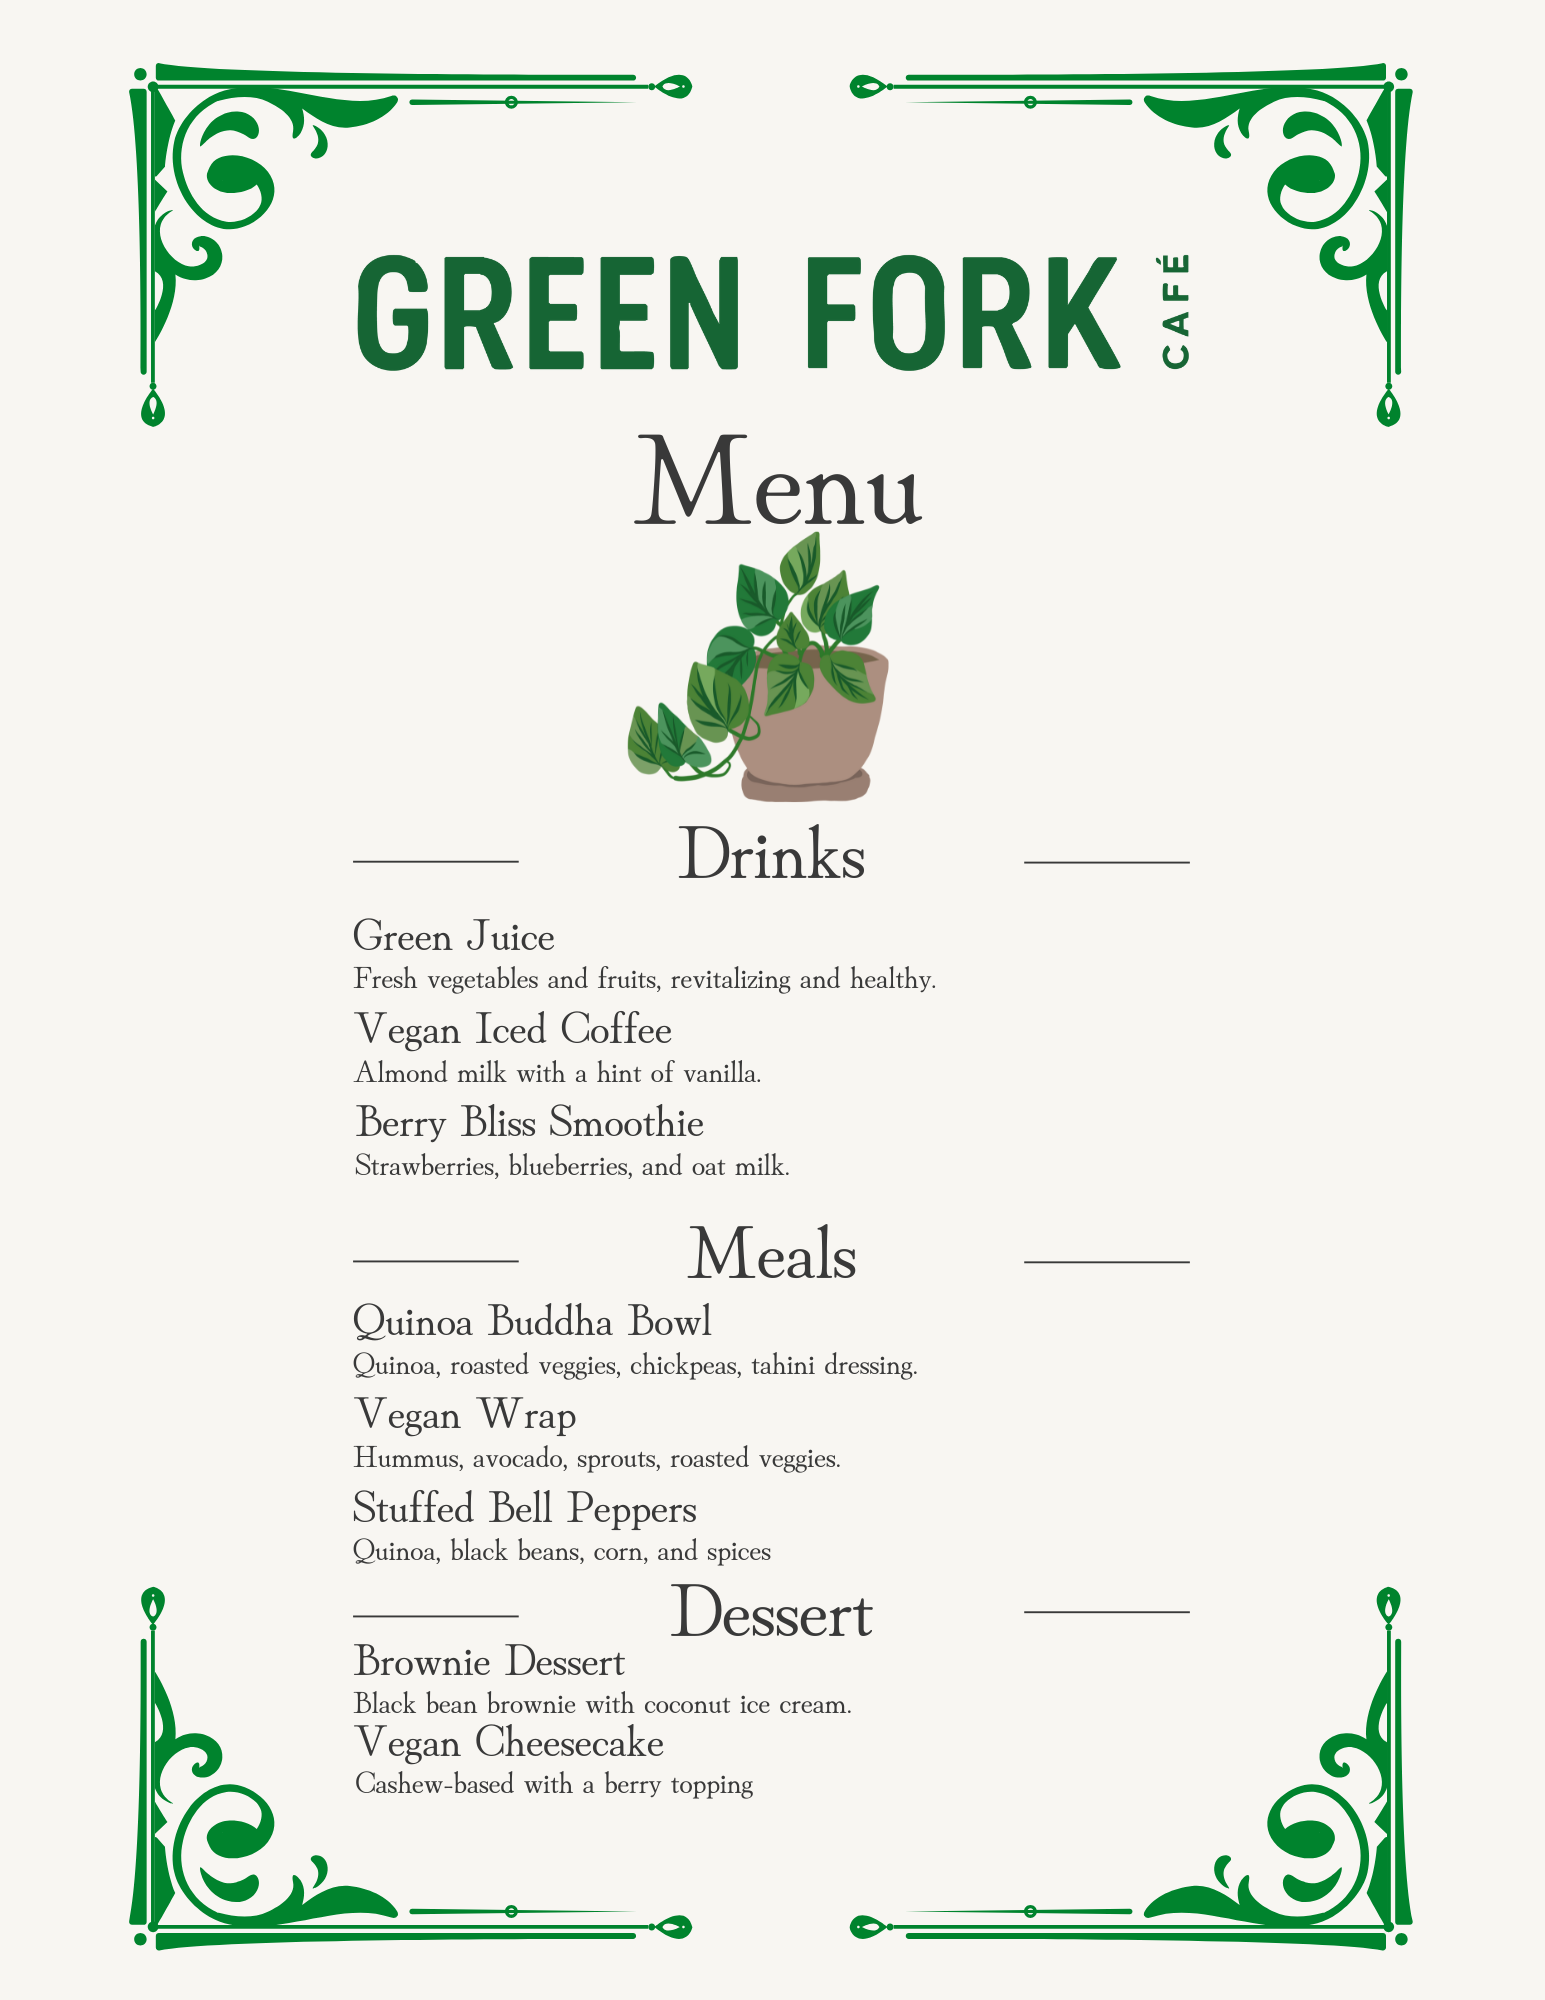 GREEN FORK CAFÉ
Menu
Drinks
Green Juice
Fresh vegetables and fruits, revitalizing and healthy.
Vegan Iced Coffee
Almond milk with a hint of vanilla.
Berry Bliss Smoothie
Strawberries, blueberries, and oat milk.
Meals
Quinoa Buddha Bowl
Quinoa, roasted veggies, chickpeas, tahini dressing.
Vegan Wrap
Hummus, avocado, sprouts, roasted veggies.
Stuffed Bell Peppers
Quinoa, black beans, corn, and spices
Dessert
Brownie Dessert
Black bean brownie with coconut ice cream.
Vegan Cheesecake
Cashew-based with a berry topping